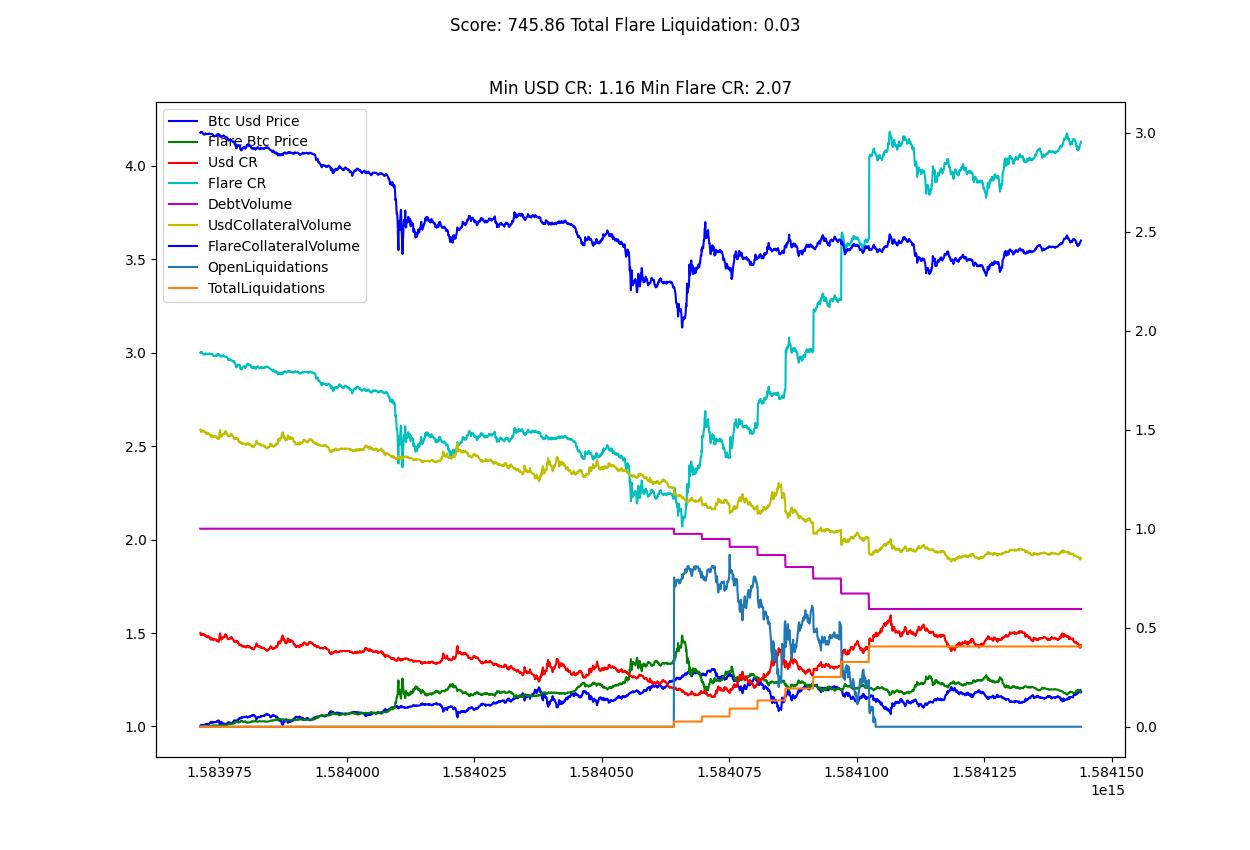 Score: 745.86 Total Flare Liquidation: 0.03
Min USD CR: 1.16 Min Flare CR: 2.07
Btc Usd Price
Flare Btc Price
Usd CR
Flare CR
DebtVolume
UsdCollateralVolume
FlareCollateralVolume
OpenLiquidations
TotalLiquidations
4.0
3.5
3.0
2.5
2.0
1.5
1.0
3.0
2.5
2.0
1.5
1.0
0.5
0.0
1.583975 1.584000 1.584025 1.584050 1.584075 1.584100 1.584125 1.584150
1e15